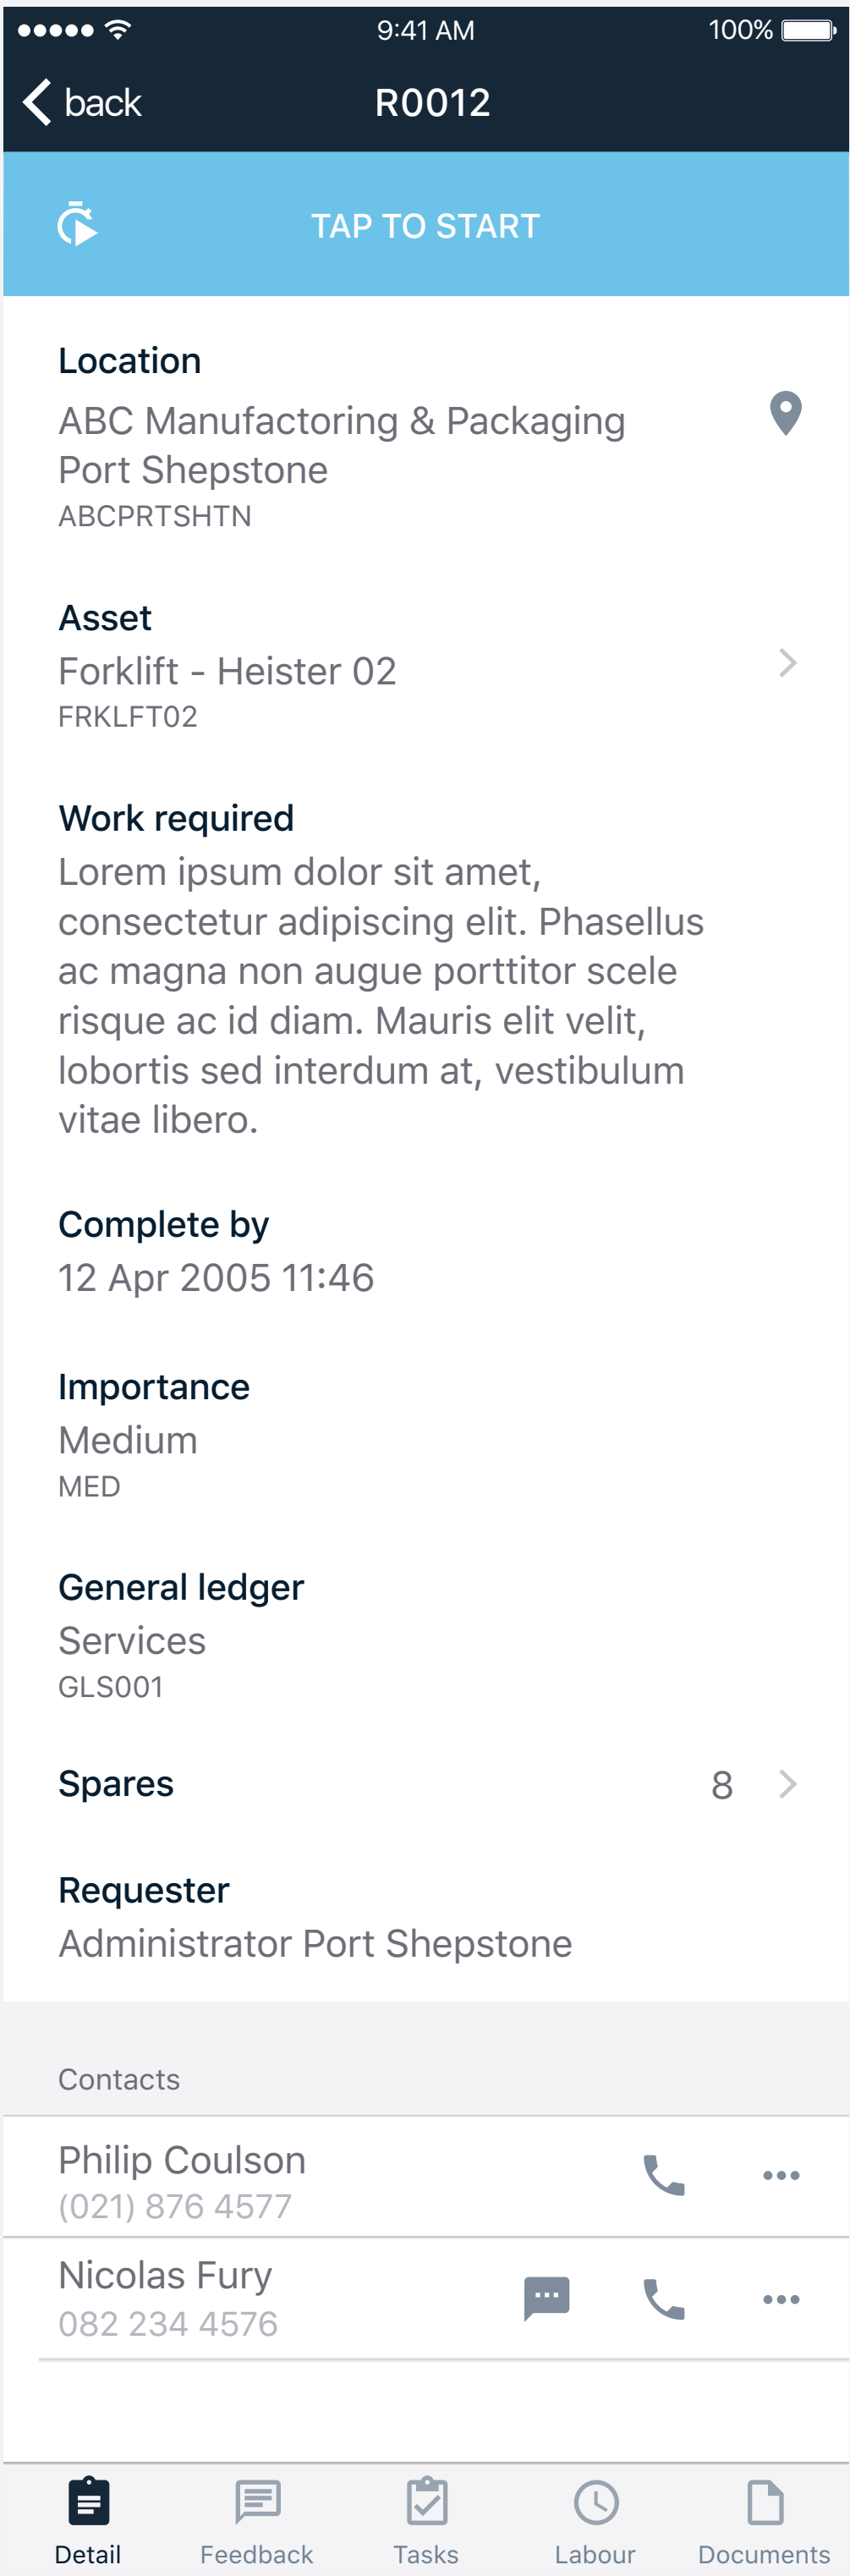 9:41 AM
100%
back
R0012
TAP TO START
Location
ABC Manufactoring & Packaging
Port Shepstone
ABCPRTSHTN
Asset
Forklift - Heister 02
FRKLFT02
Work required
Lorem ipsum dolor sit amet,
consectetur adipiscing elit. Phasellus
ac magna non augue porttitor scele
risque ac id diam. Mauris elit velit,
lobortis sed interdum at, vestibulum
vitae libero.
Complete by
12 Apr 2005 11:46
Importance
Medium
MED
General ledger
Services
GLS001
Spares 8
Requester
Administrator Port Shepstone
Contacts
Philip Coulson
(021) 876 4577
Nicolas Fury
082 234 4576
Detail Feedback Tasks Labour Documents